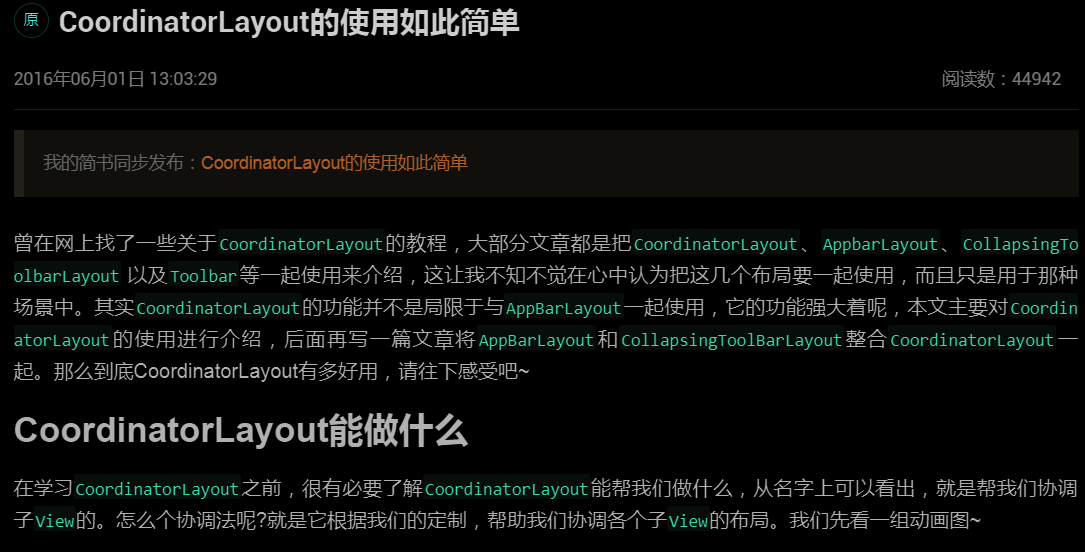 原 CoordinatorLayout的使用如此简单
2016年06月01日 13:03:29 阅读数：44942
我的简书同步发布：CoordinatorLayout的使用如此简单
曾在网上找了一些关于CoordinatorLayout的教程，大部分文章都是把CoordinatorLayout、AppbarLayout、CollapsingTo
olbarLayout 以及Toolbar等一起使用来介绍，这让我不知不觉在心中认为把这几个布局要一起使用，而且只是用于那种
场景中。其实CoordinatorLayout的功能并不是局限于与AppBarLayout一起使用，它的功能强大着呢，本文主要对Coordin
atorLayout的使用进行介绍，后面再写一篇文章将AppBarLayout和CollapsingToolBarLayout整合CoordinatorLayout一
起。那么到底CoordinatorLayout有多好用，请往下感受吧~
CoordinatorLayout能做什么
在学习CoordinatorLayout之前，很有必要了解CoordinatorLayout能帮我们做什么，从名字上可以看出，就是帮我们协调
子View的。怎么个协调法呢?就是它根据我们的定制，帮助我们协调各个子View的布局。我们先看一组动画图~